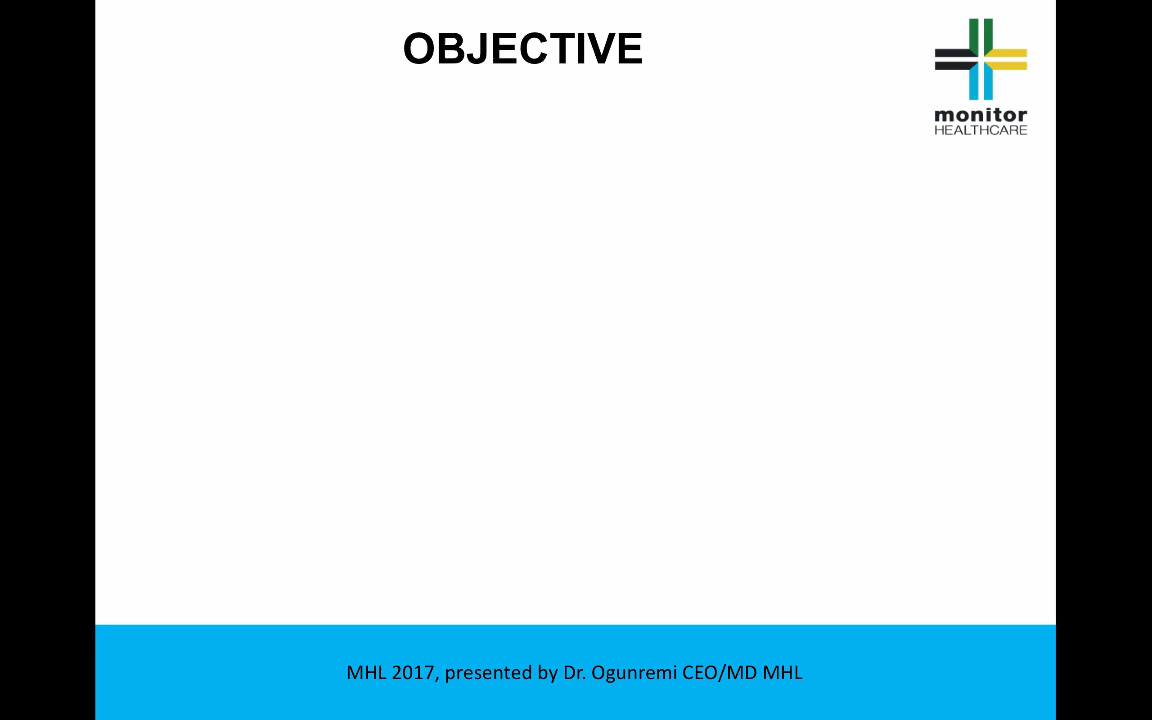 OBJECTIVE
monitor
HEALTHCARE
MHL 2017, presented by Dr. Ogunremi CEO/MD MHL